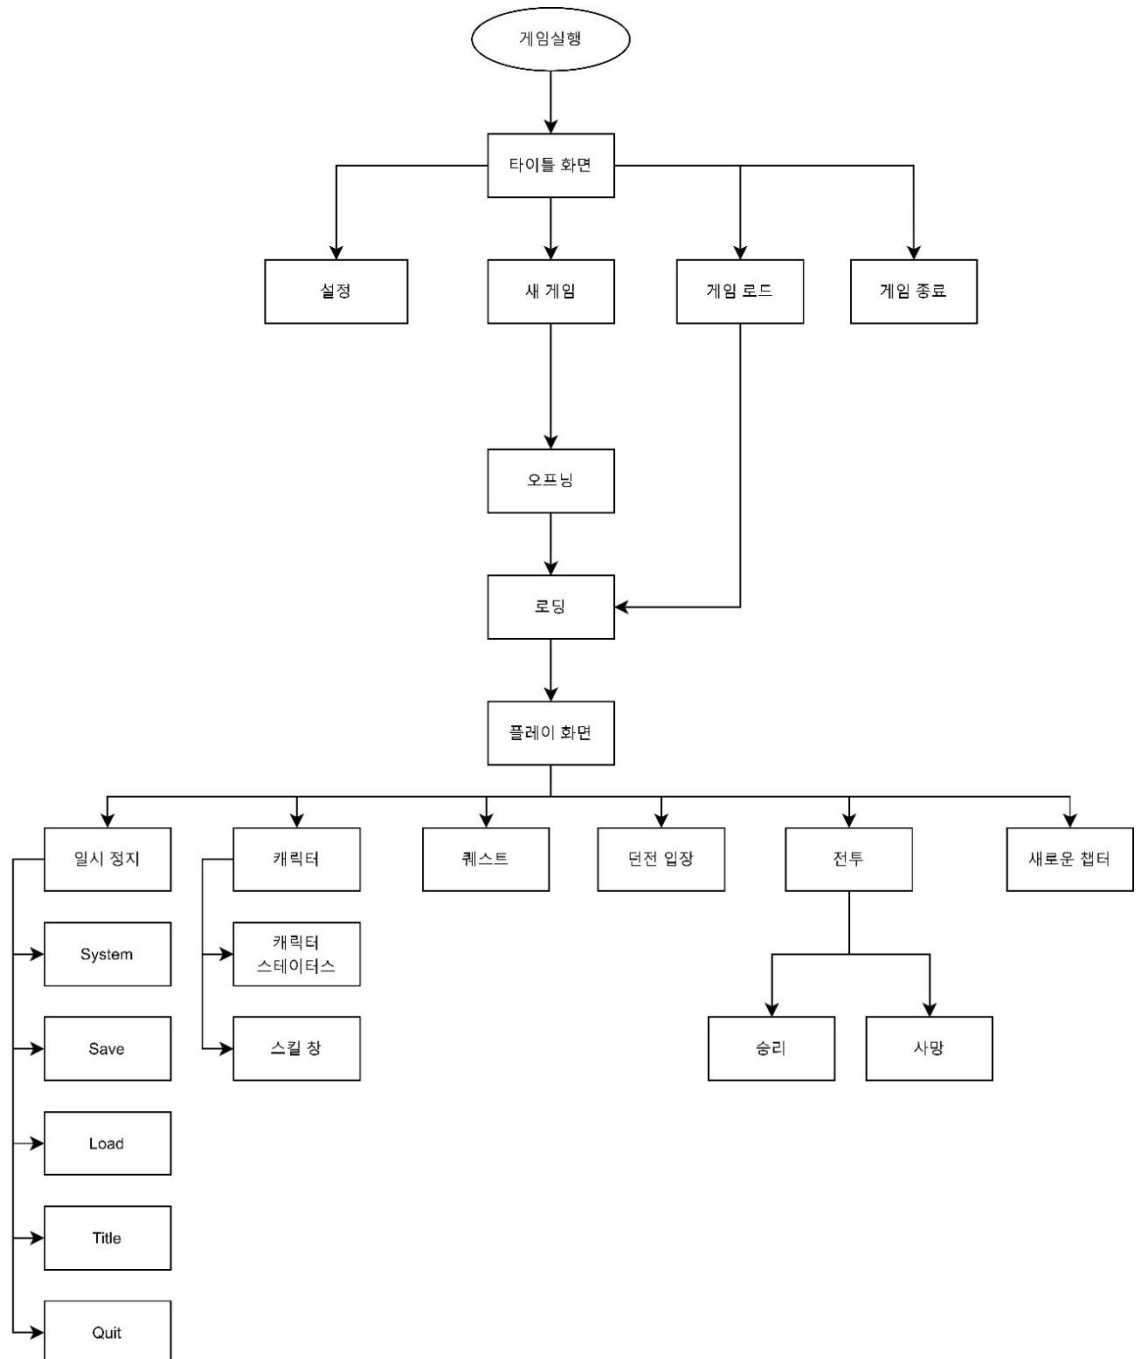 게임실행
타이틀 화면
설정
새 게임
게임 로드
게임 종료
오프닝
로딩
플레이 화면
일시 정지
캐릭터
퀘스트
던전 입장
전투
새로운 챕터
System
캐릭터
스테이터스
Save
스킬 창
승리
사망
Load
Title
Quit